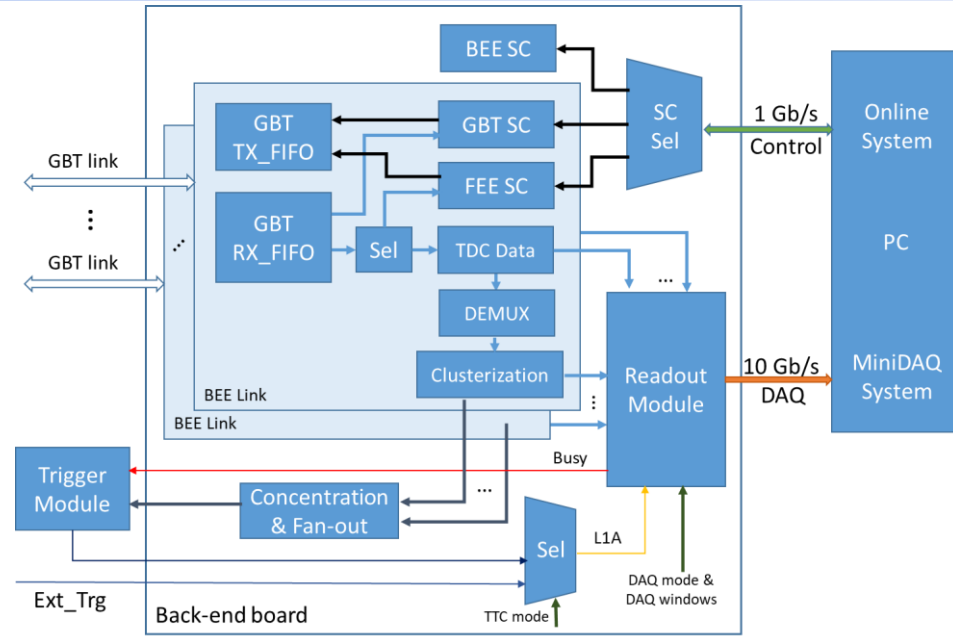 BEE SC
GBT
TX_FIFO
GBT SC
SC
Sel
1 Gb/s
Control
Online
System
GBT link
...
FEE SC
GBT
RX_FIFO
Sel
TDC Data
...
PC
GBT link
...
DEMUX
Clusterization
Readout
Module
10 Gb/s
DAQ
MiniDAQ
System
BEE Link
...
BEE Link
Busy
Trigger
Module
Concentration
& Fan-out
...
Sel
L1A
Ext_Trg
DAQ mode &
DAQ windows
Back-end board
TTC mode